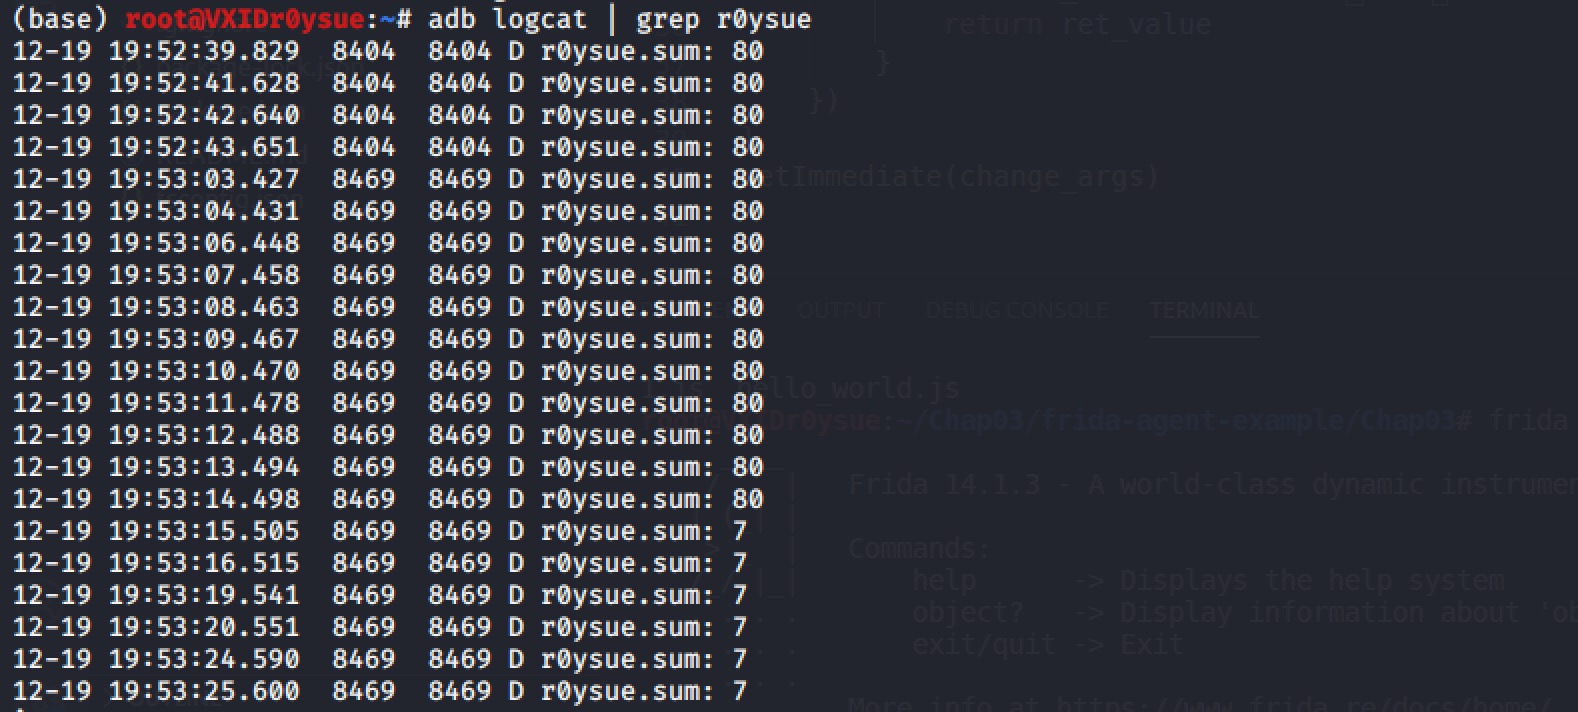 (base) root@VXIDr0ysue:~# adb logcat | grep r0ysue
12-19 19:52:39.829  8404  8404 D r0ysue.sum: 80
12-19 19:52:41.628  8404  8404 D r0ysue.sum: 80
12-19 19:52:42.640  8404  8404 D r0ysue.sum: 80
12-19 19:52:43.651  8404  8404 D r0ysue.sum: 80
12-19 19:53:03.427  8469  8469 D r0ysue.sum: 80
12-19 19:53:04.431  8469  8469 D r0ysue.sum: 80
12-19 19:53:06.448  8469  8469 D r0ysue.sum: 80
12-19 19:53:07.458  8469  8469 D r0ysue.sum: 80
12-19 19:53:08.463  8469  8469 D r0ysue.sum: 80
12-19 19:53:09.467  8469  8469 D r0ysue.sum: 80
12-19 19:53:10.470  8469  8469 D r0ysue.sum: 80
12-19 19:53:11.478  8469  8469 D r0ysue.sum: 80
12-19 19:53:12.488  8469  8469 D r0ysue.sum: 80
12-19 19:53:13.494  8469  8469 D r0ysue.sum: 80
12-19 19:53:14.498  8469  8469 D r0ysue.sum: 80
12-19 19:53:15.505  8469  8469 D r0ysue.sum: 7
12-19 19:53:16.515  8469  8469 D r0ysue.sum: 7
12-19 19:53:19.541  8469  8469 D r0ysue.sum: 7
12-19 19:53:20.551  8469  8469 D r0ysue.sum: 7
12-19 19:53:24.590  8469  8469 D r0ysue.sum: 7
12-19 19:53:25.600  8469  8469 D r0ysue.sum: 7
return ret_value
}
})
etImmediate(change_args)
OUTPUT DEBUG CONSOLE TERMINAL
hello_world.js
Dr0ysue:~/Chap03/frida-agent-example/Chap03# frida
Frida 14.1.3 - A world-class dynamic instrumen
Commands:
help -> Displays the help system
object? -> Display information about 'ob
exit/quit -> Exit
More info at https://www.frida.re/docs/home/